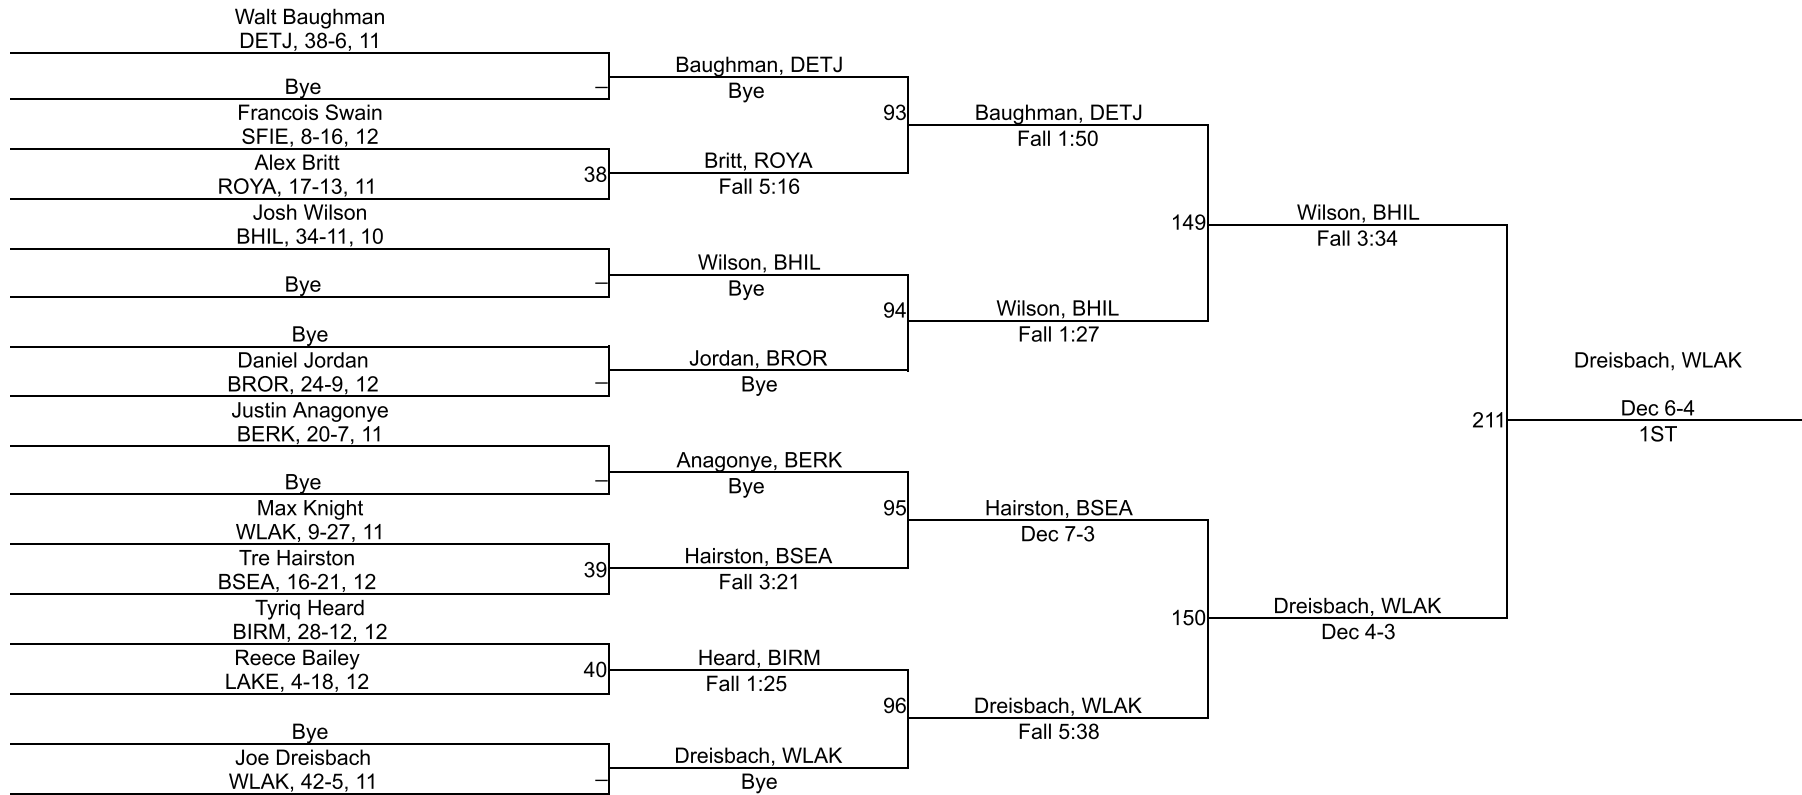 Walt Baughman
DETJ, 38-6, 11
Bye
Francois Swain
SFIE, 8-16, 12
Alex Britt
ROYA, 17-13, 11
Josh Wilson
BHIL, 34-11, 10
Bye
Bye
Daniel Jordan
BROR, 24-9, 12
Justin Anagonye
BERK, 20-7, 11
Bye
Max Knight
WLAK, 9-27, 11
Tre Hairston
BSEA, 16-21, 12
Tyriq Heard
BIRM, 28-12, 12
Reece Bailey
LAKE, 4-18, 12
Bye
Joe Dreisbach
WLAK, 42-5, 11
38
39
40
Baughman, DETJ
Bye
Britt, ROYA
Fall 5:16
Wilson, BHIL
Bye
Jordan, BROR
Bye
Anagonye, BERK
Bye
Hairston, BSEA
Fall 3:21
Heard, BIRM
Fall 1:25
Dreisbach, WLAK
Bye
93
94
95
96
Baughman, DETJ
Fall 1:50
Wilson, BHIL
Fall 1:27
Hairston, BSEA
Dec 7-3
Dreisbach, WLAK
Fall 5:38
149
150
Wilson, BHIL
Fall 3:34
Dreisbach, WLAK
Dec 4-3
211
Dreisbach, WLAK
Dec 6-4
1ST